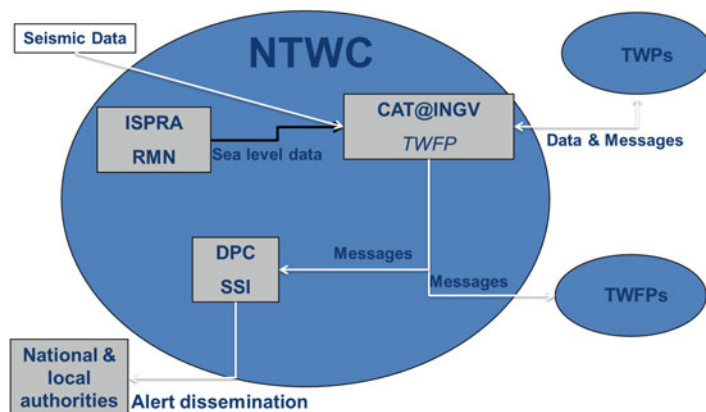 Seismic Data
NTWC
TWPs
ISPRA
RMN
CAT@INGV
TWFP
Sea level data
Data & Messages
DPC
SSI
Messages
Messages
TWFPs
National &
local
authorities
Alert dissemination